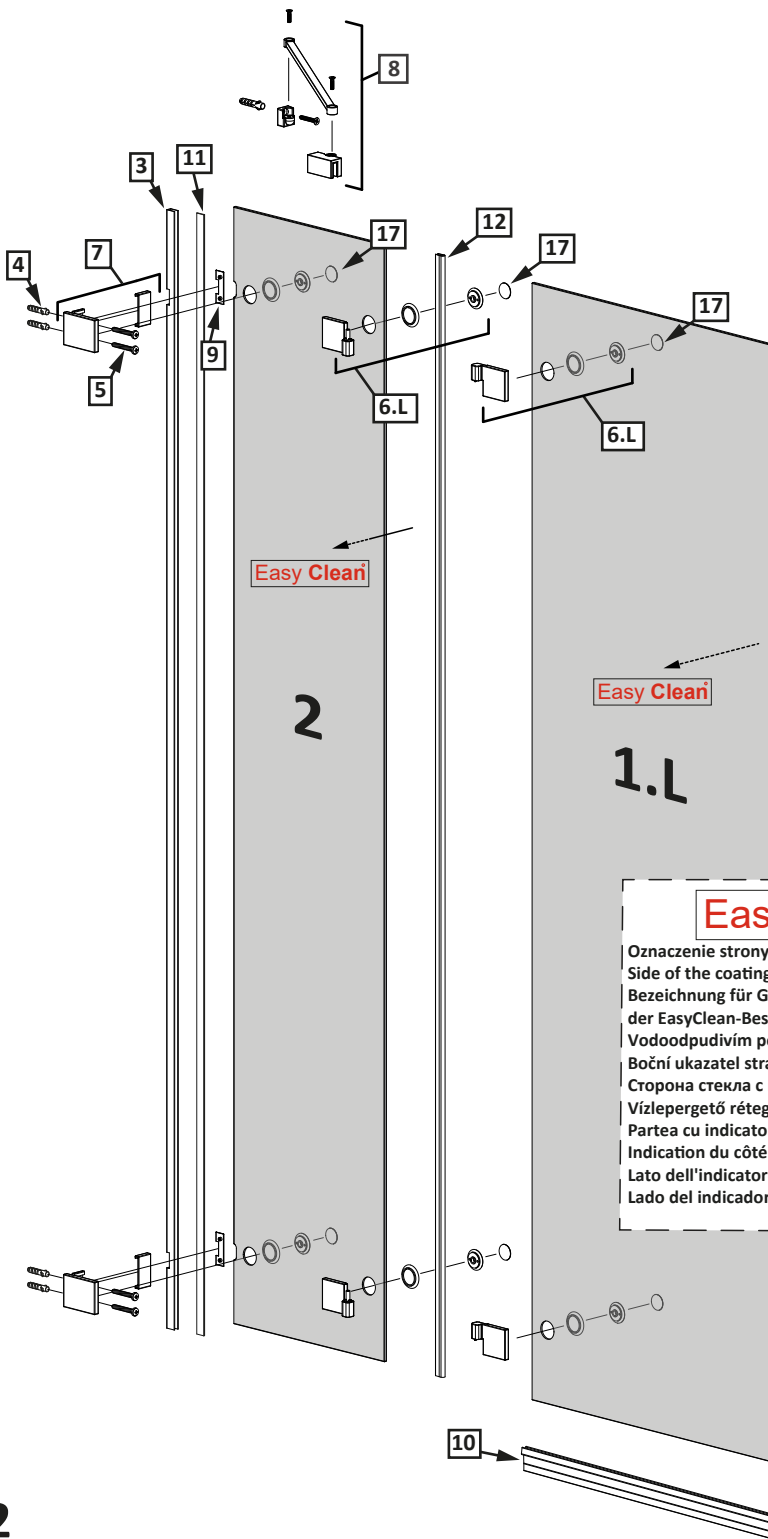 8
3
11
17
12
17
4
7
17
9
5
6.L
6.L
Easy Clean
Easy Clean
2
1.L
Eas
Oznaczenie strony
Side of the coating
Bezeichnung für G
der EasyClean-Bes
Vodoodpudivím p
Boční ukazatel stra
Сторона стекла с
Vízlepergető réteg
Partea cu indicato
Indication du côté
Lato dell'indicator
Lado del indicador
10
2